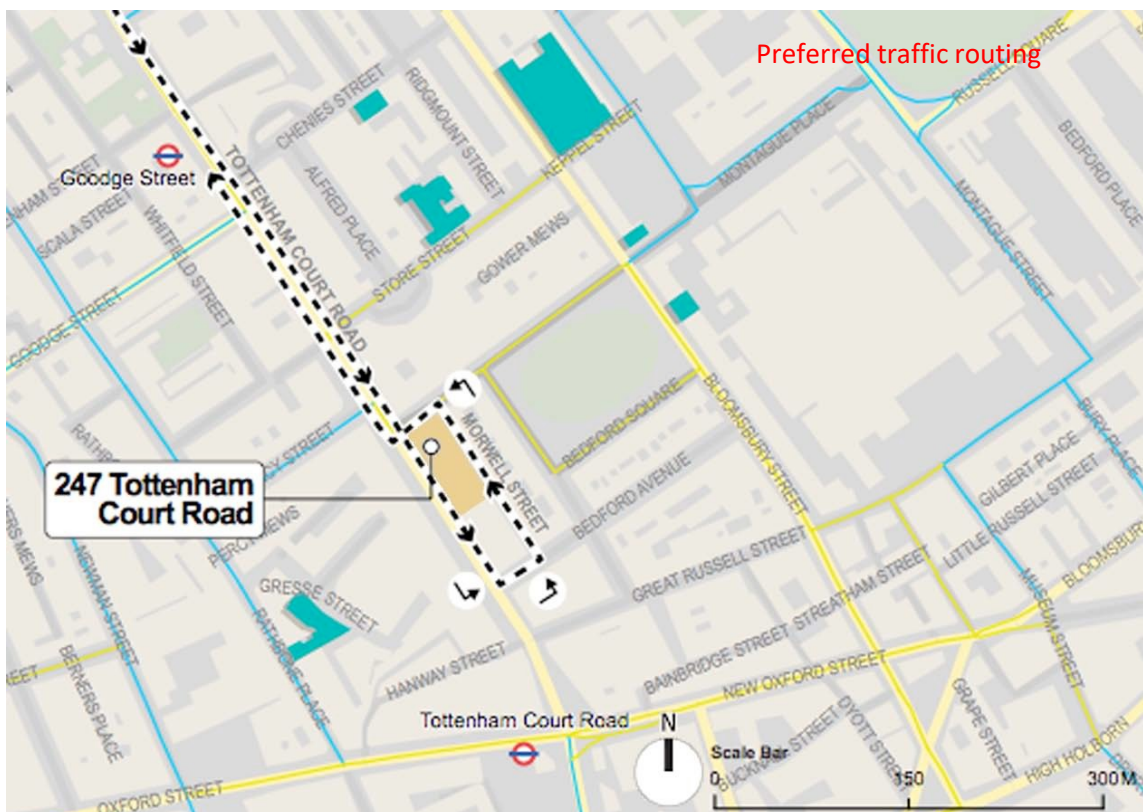 Preferred traffic routing
RUSSELL SQUARE
CHENIES STREET
RIDGMOUNT STREET
KEPPEL STREET
MONTAGUE PLACE
BEDFORD PLACE
Goodge Street
TOTTENHAM COURT ROAD
ALFRED PLACE
SCALA STREET
WHITFIELD STREET
STORE STREET
GOWER MEWS
MONTAGUE STREET
GOODGE STREET
BLOOMSBURY STREET
BEDFORD SQUARE
MORWELL STREET
BEDFORD AVENUE
BURY PLACE
GILBERT PLACE
LITTLE RUSSELL STREET
247 Tottenham
Court Road
PERCY MEWS
NEWMAN STREET
GREAT RUSSELL STREET
STREATHAM STREET
GRESSE STREET
RATHBONE PLACE
MUSEUM STREET
BERNERS PLACE
HANWAY STREET
BAINBRIDGE STREET
NEW OXFORD STREET
Tottenham Court Road
N
Scale Bar
0 150 300M
GRAPE STREET
HIGH HOLBORN
OXFORD STREET